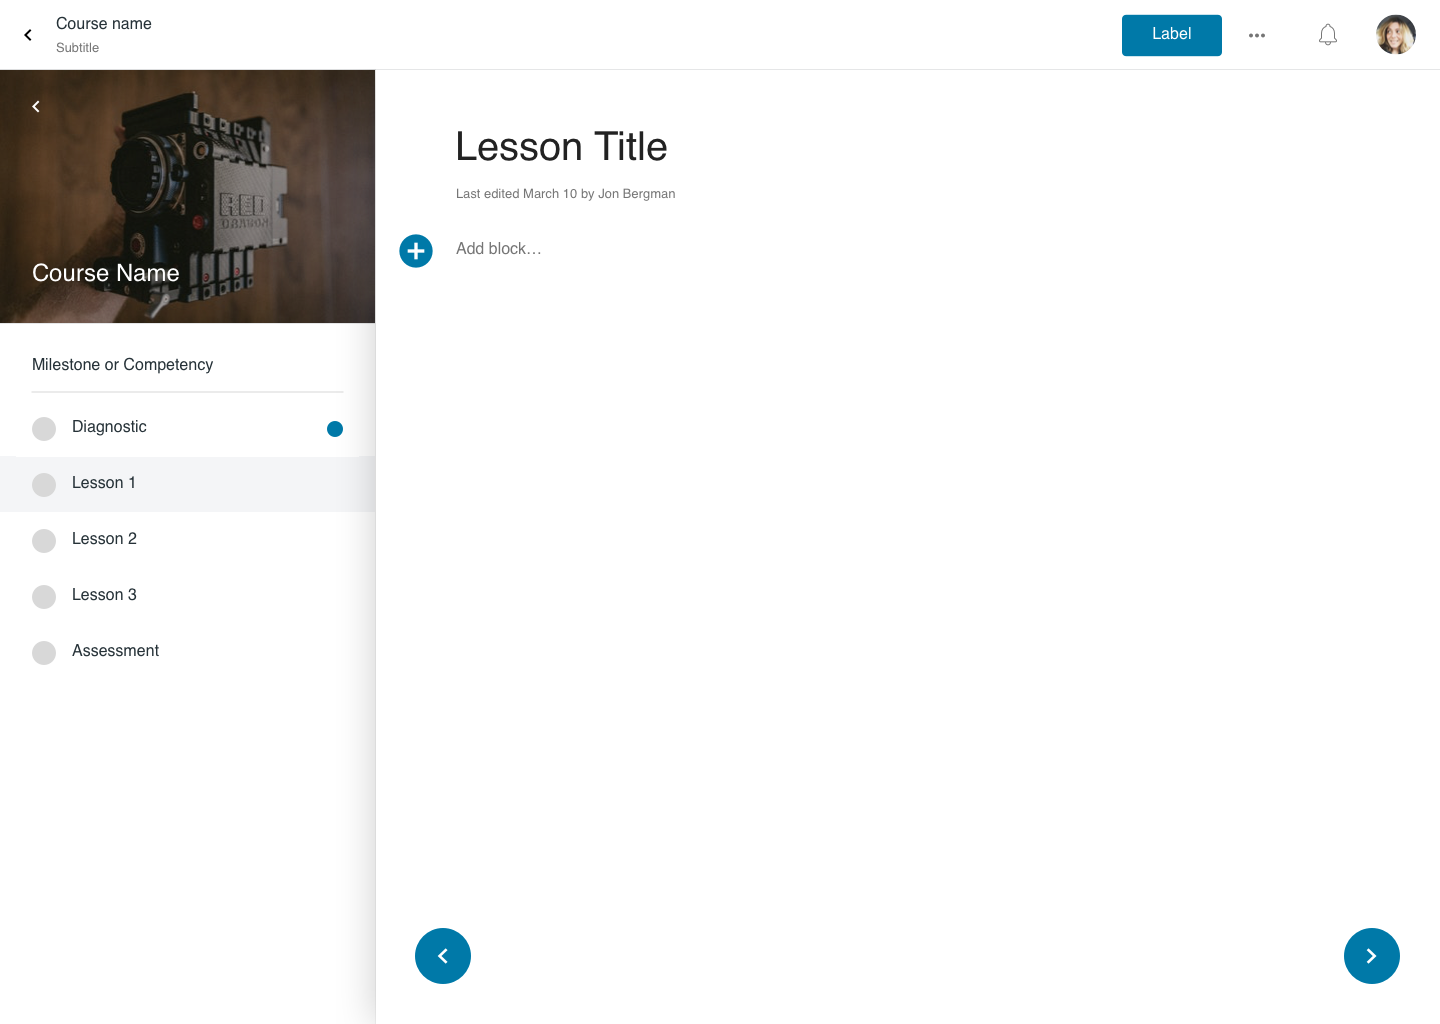 Course name
Subtitle
Label
RED
DRAGON
Course Name
Milestone or Competency
Diagnostic
Lesson 1
Lesson 2
Lesson 3
Assessment
Lesson Title
Last edited March 10 by Jon Bergman
Add block…